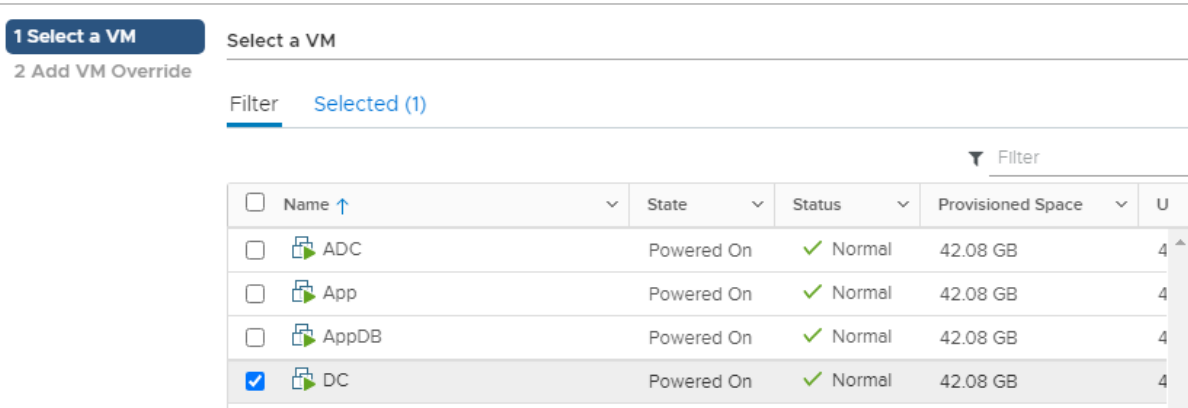 1 Select a VM
Select a VM
2 Add VM Override
Filter Selected (1)
Filter
Name State Status Provisioned Space U
ADC Powered On Normal 42.08 GB 4
App Powered On Normal 42.08 GB 4
AppDB Powered On Normal 42.08 GB 4
DC Powered On Normal 42.08 GB 4